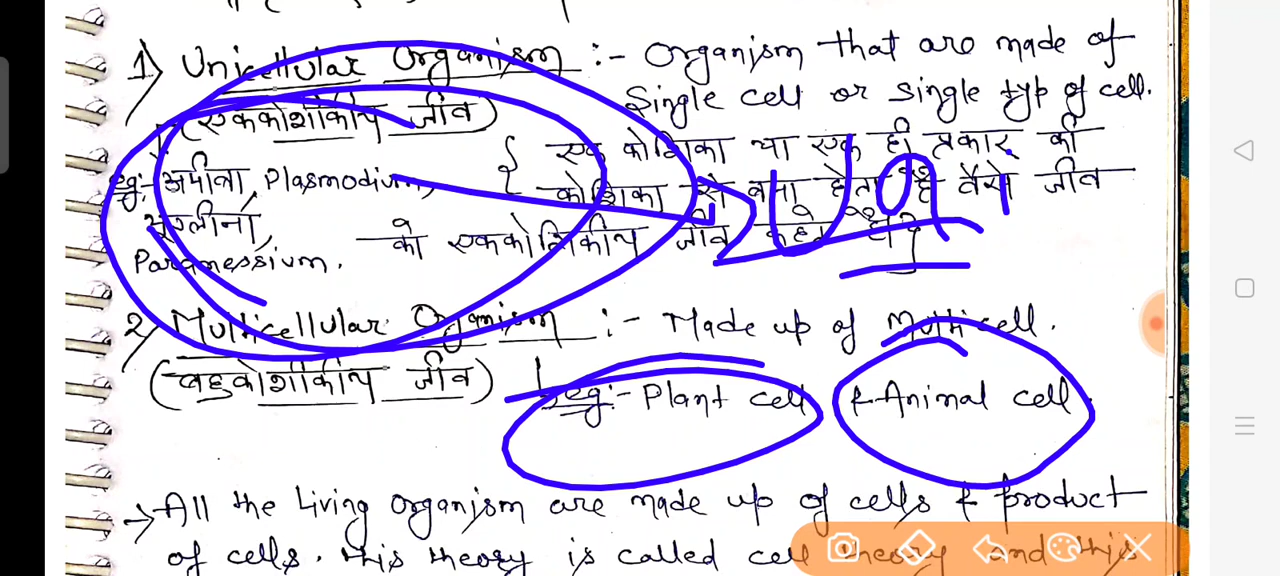 1) Unicellular Organism :- Organism that are made of
(एककोशीकीय जीव) Single cell or single typ of cell.
{ एक कोशिका या एक ही प्रकार की
eg:- अमीबा, Plasmodium, कोशिका से बना होता है वैसे जीव
युग्लीना, को एककोशिकीय जीव कहते है।}
Paramessium.
2) Multicellular Organism :- Made up of Multicell.
(बहुकोशीकीय जीव) eg:- Plant cell & Animal cell.
→ All the Living organism are made up of cells & product
of cells. This theory is called cell theory and this